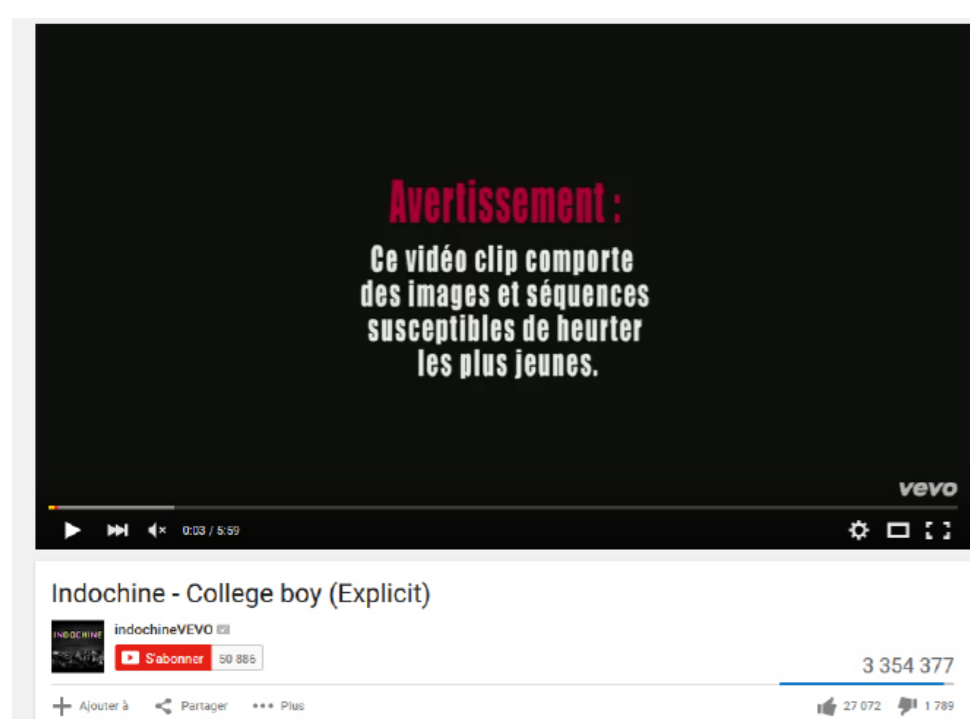 Avertissement :
Ce vidéo clip comporte
des images et séquences
susceptibles de heurter
les plus jeunes.
vevo
0:03 / 5:59
Indochine - College boy (Explicit)
INDOCHINE
indochineVEVO
S'abonner 50 886
3 354 377
Ajouter à Partager ••• Plus 27 072 1 789